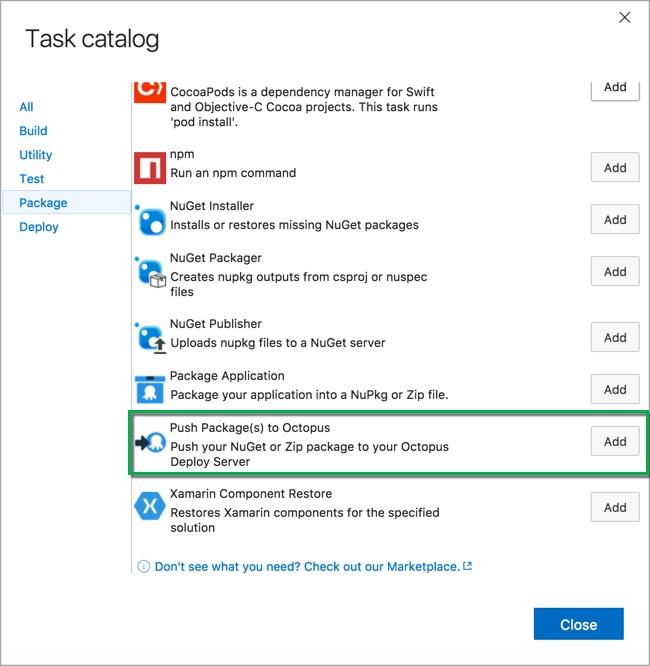 Task catalog
All
Build
Utility
Test
Package
Deploy
CocoaPods is a dependency manager for Swift
and Objective-C Cocoa projects. This task runs
'pod install'.
Add
npm
Run an npm command
Add
NuGet Installer
Installs or restores missing NuGet packages
Add
NuGet Packager
Creates nupkg outputs from csproj or nuspec
files
Add
NuGet Publisher
Uploads nupkg files to a NuGet server
Add
Package Application
Package your application into a NuPkg or Zip file.
Add
Push Package(s) to Octopus
Push your NuGet or Zip package to your Octopus
Deploy Server
Add
Xamarin Component Restore
Restores Xamarin components for the specified
solution
Add
Don't see what you need? Check out our Marketplace.
Close